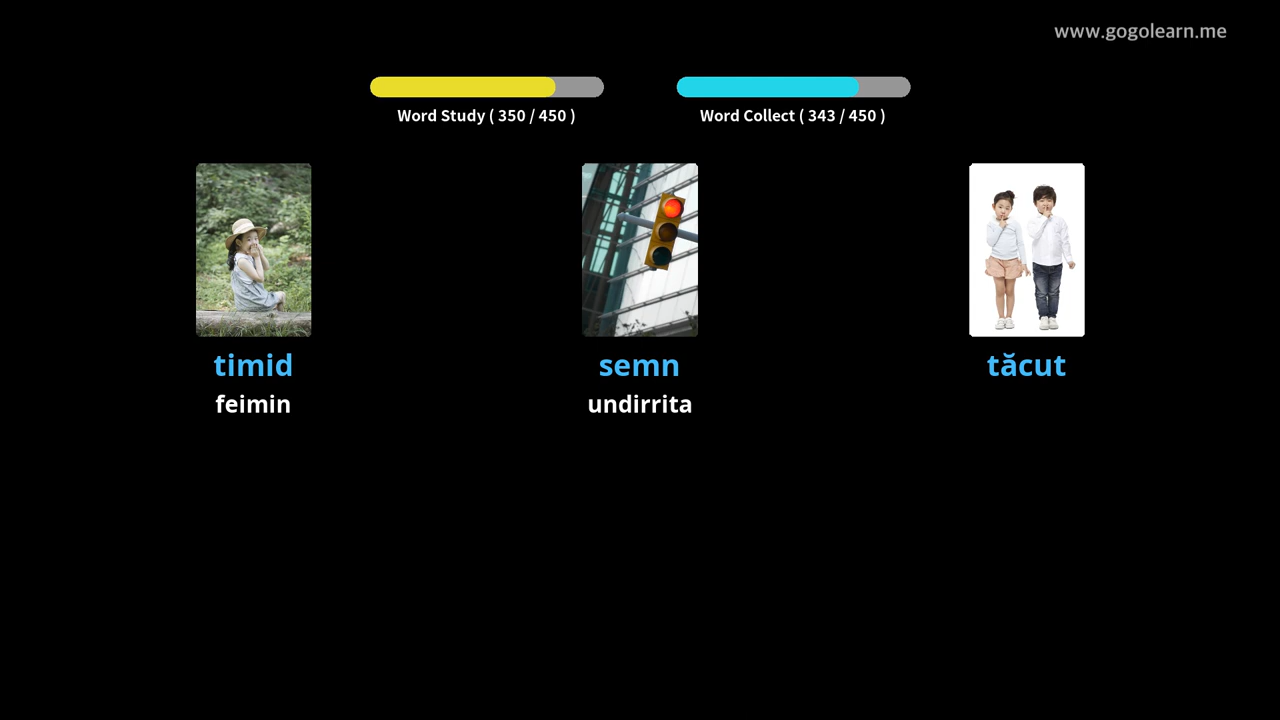 www.gogolearn.me
Word Study ( 350 / 450 )
Word Collect ( 343 / 450 )
timid
feimin
semn
undirrita
tăcut